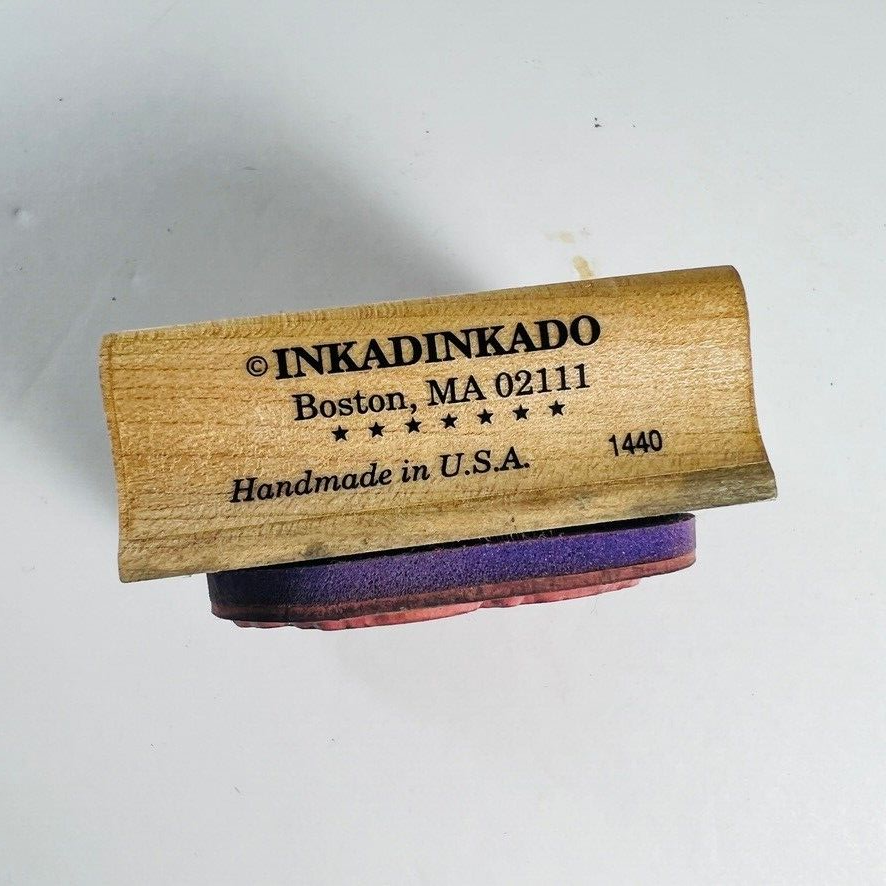 ©INKADINKADO
Boston, MA 02111
★ ★ ★ ★ ★ ★ ★
Handmade in U.S.A.
1440